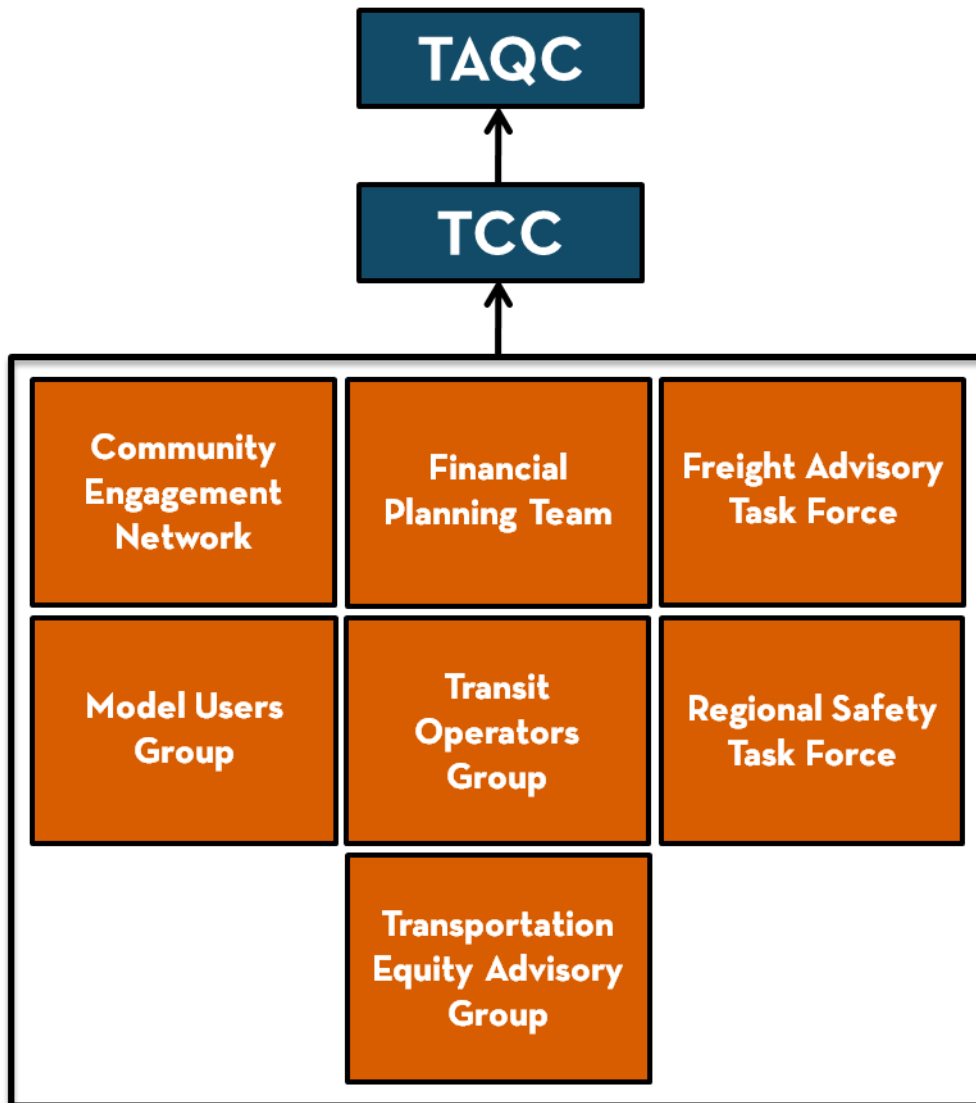 TAQC
TCC
Community
Engagement
Network
Financial
Planning Team
Freight Advisory
Task Force
Model Users
Group
Transit
Operators
Group
Regional Safety
Task Force
Transportation
Equity Advisory
Group